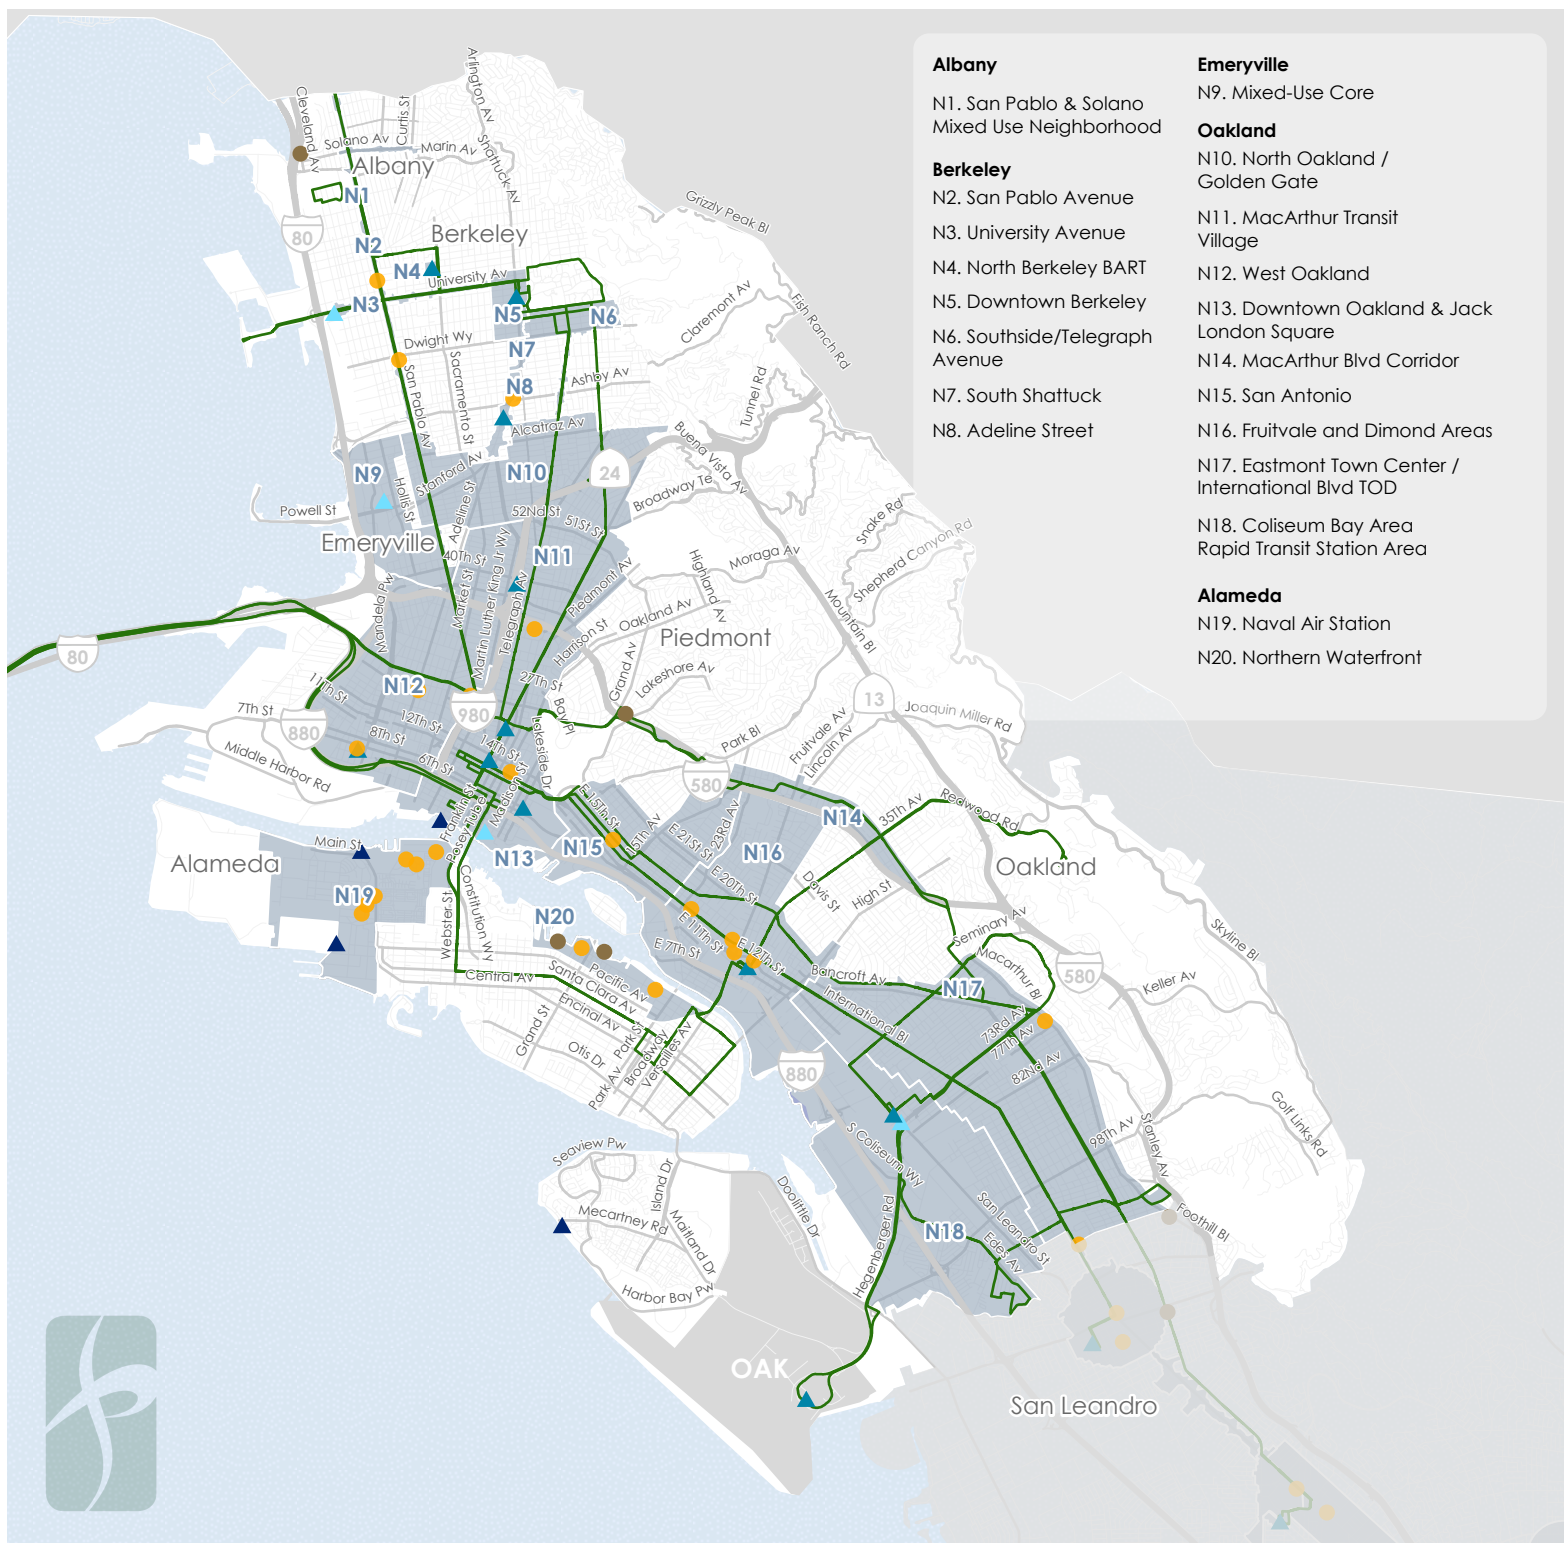 Albany
N1. San Pablo & Solano
Mixed Use Neighborhood
Berkeley
N2. San Pablo Avenue
N3. University Avenue
N4. North Berkeley BART
N5. Downtown Berkeley
N6. Southside/Telegraph
Avenue
N7. South Shattuck
N8. Adeline Street
Emeryville
N9. Mixed-Use Core
Oakland
N10. North Oakland /
Golden Gate
N11. MacArthur Transit
Village
N12. West Oakland
N13. Downtown Oakland & Jack
London Square
N14. MacArthur Blvd Corridor
N15. San Antonio
N16. Fruitvale and Dimond Areas
N17. Eastmont Town Center /
International Blvd TOD
N18. Coliseum Bay Area
Rapid Transit Station Area
Alameda
N19. Naval Air Station
N20. Northern Waterfront
Arlington Av
Cleveland Av
Curtis St
Solano Av
Marin Av
Shattuck Av
Albany
N1
Grizzly Peak Bl
80
Berkeley
N2
N4
University Av
N3
N5
N6
Claremont Av
Fish Ranch Rd
Dwight Wy
N7
San Pablo Av
Sacramento St
Ashby Av
N8
Tunnel Rd
Alcatraz Av
Buena Vista Av
N9
Stanford Av
N10
24
Hollis St
Broadway Te
Powell St
Adeline St
52Nd St
51St St
Snake Rd
Shepherd Canyon Rd
Emeryville
40Th St
N11
Moraga Av
Highland Av
Mandela Pw
Market St
Martin Luther King Jr Wy
Telegraph Av
Piedmont Av
Oakland Av
Mountain Bl
Piedmont
Harrison St
80
Grand Av
Lakeshore Av
11Th St
N12
27Th St
13
7Th St
12Th St
980
Bay Pl
Joaquin Miller Rd
880
8Th St
Lakeside Dr
Park Bl
Fruitvale Av
Lincoln Av
Middle Harbor Rd
6Th St
14Th St
Madison St
580
Franklin St
Posey Tube
E 15Th St
15Th Av
23Rd Av
N14
35Th Av
Redwood Rd
Main St
Alameda
N13
N15
E 21St St
N16
Oakland
E 20Th St
Davis St
High St
N19
Webster St
Constitution Wy
N20
E 11Th St
E 7Th St
E 12Th St
Seminary Av
Skyline Bl
Macarthur Bl
580
Central Av
Santa Clara Av
Pacific Av
Bancroft Av
N17
Keller Av
Encinal Av
International Bl
Grand St
Otis Dr
Park St
Park Av
Broadway
Versailles Av
73Rd Av
77Th Av
82Nd Av
880
98Th Av
Stanley Av
Golf Links Rd
Seaview Pw
Island Dr
S Coliseum Wy
Mecartney Rd
Maitland Dr
Doolittle Dr
San Leandro St
Foothill Bl
N18
Edes Av
Hegenberger Rd
Harbor Bay Pw
OAK
San Leandro